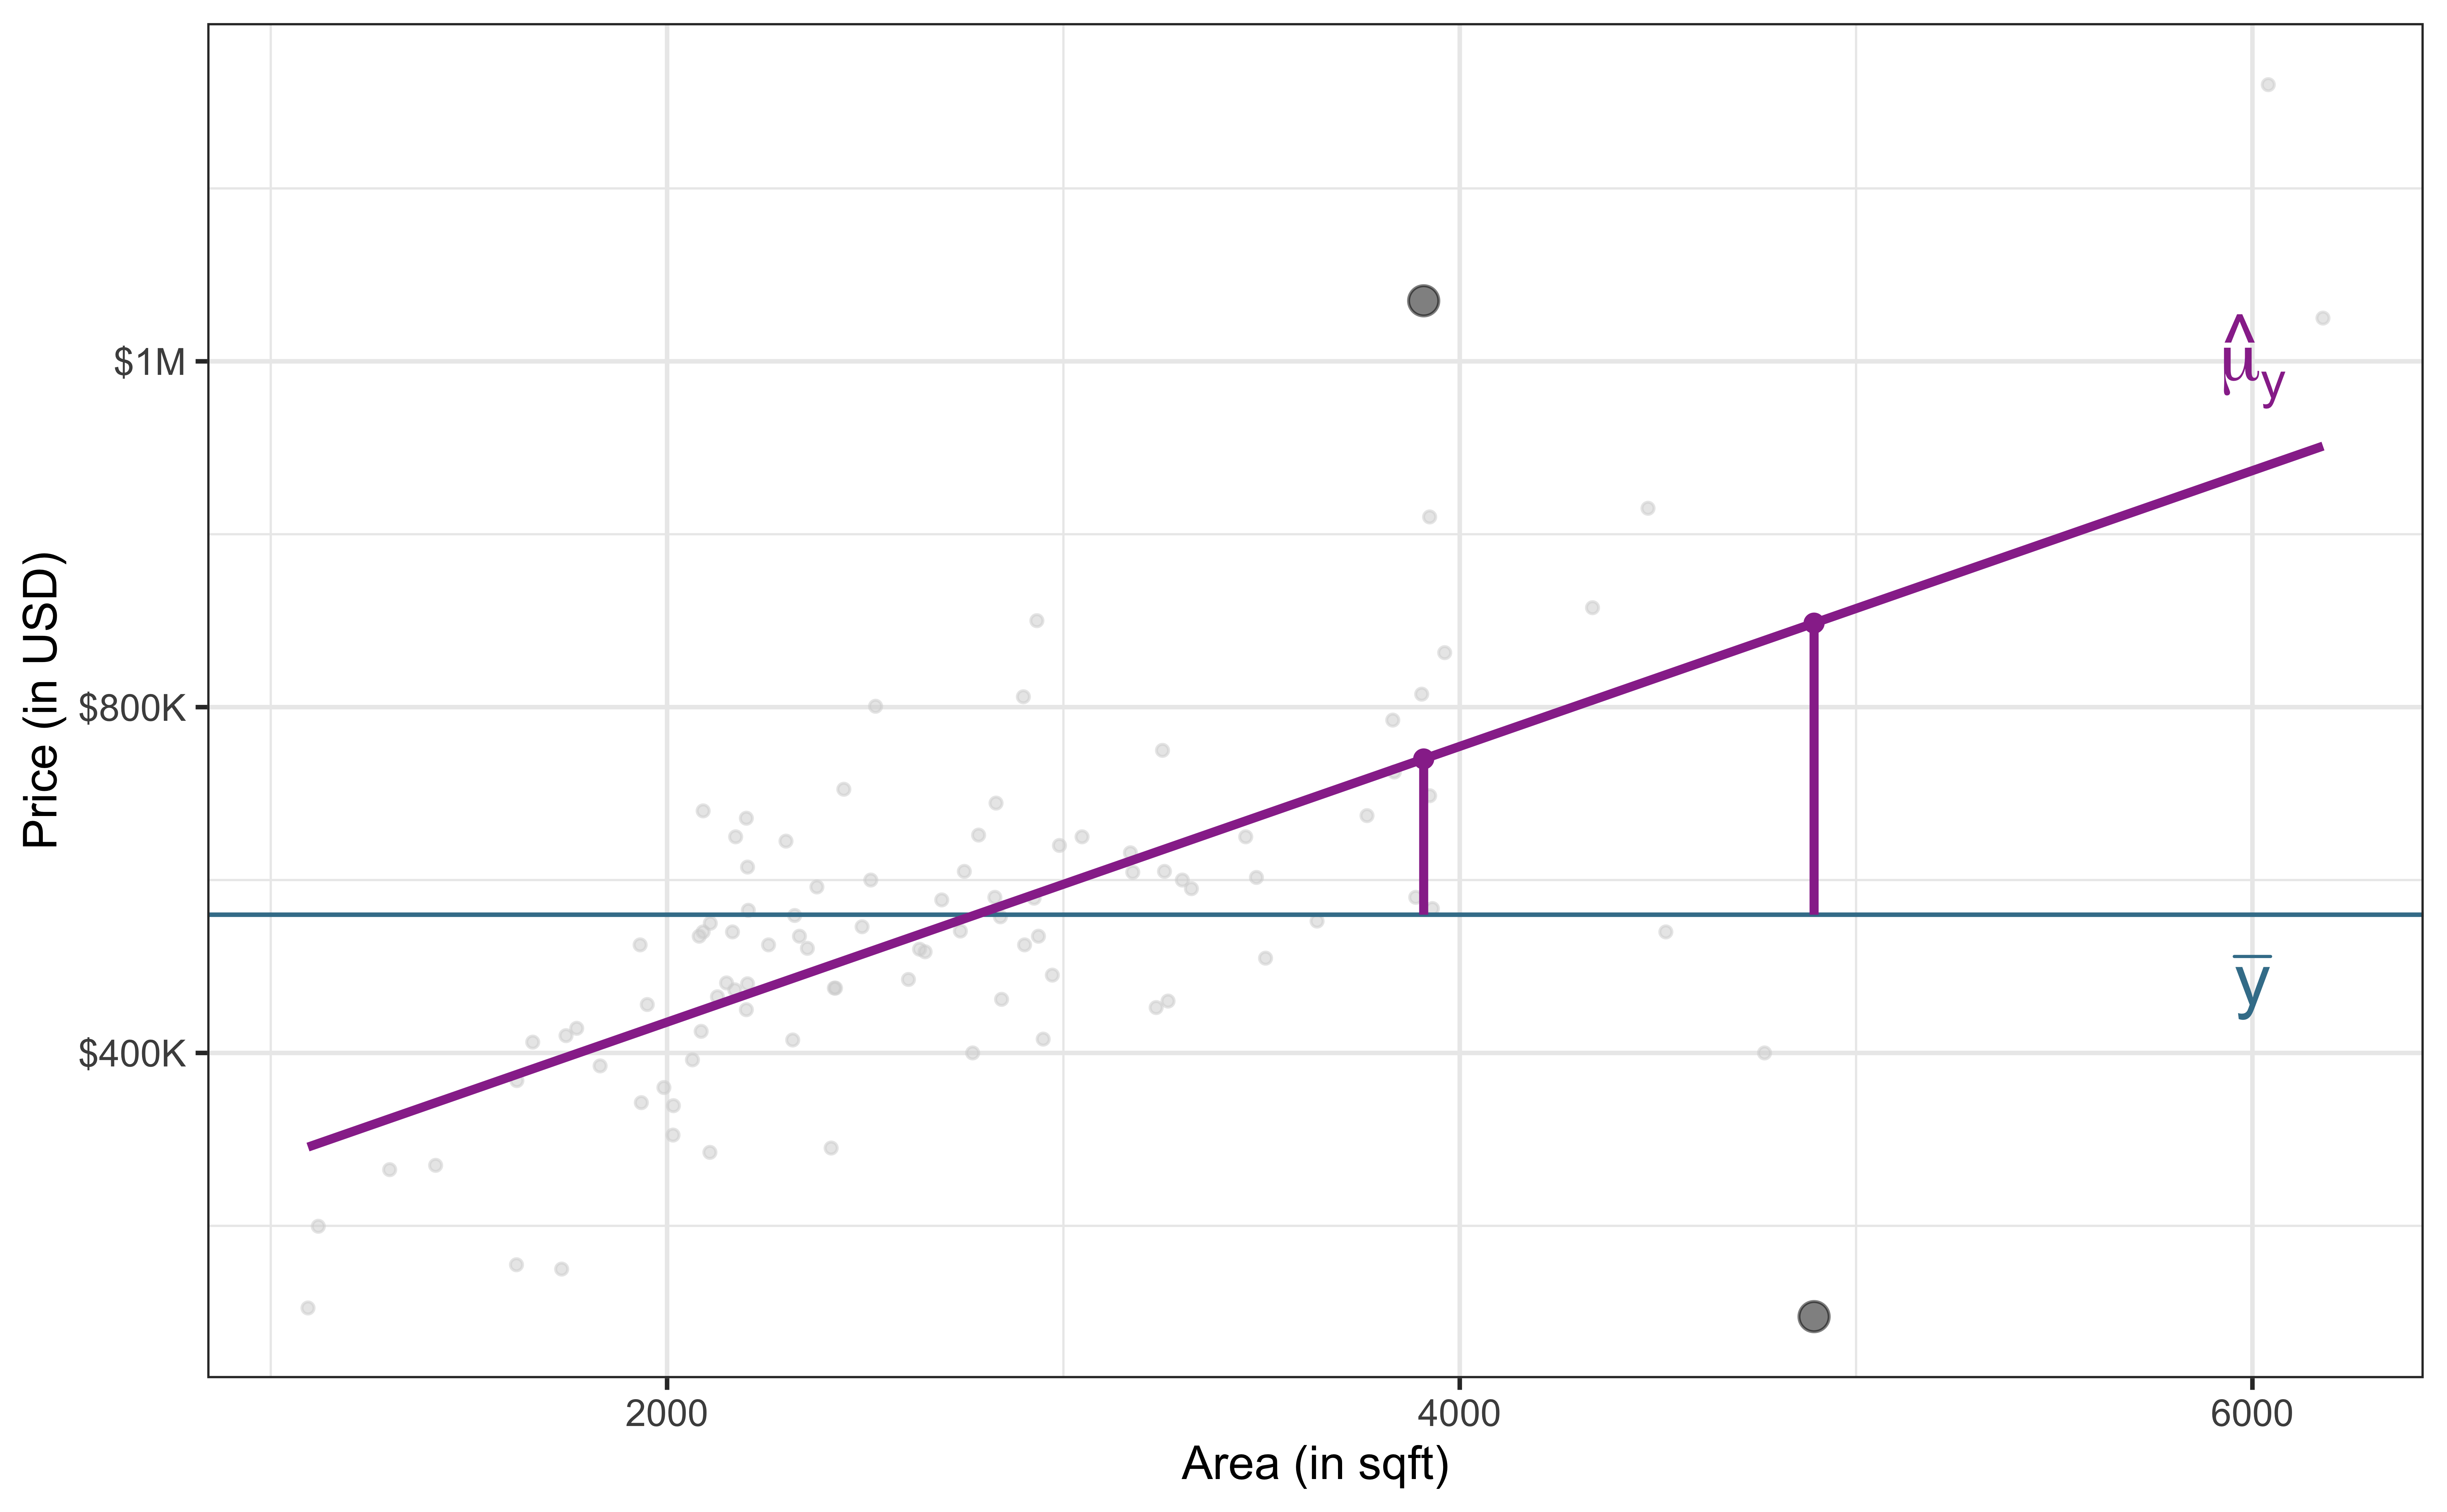 $1M
$800K
$400K
Price (in USD)
μ̂y
ȳ
2000 4000 6000
Area (in sqft)